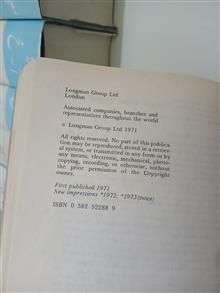 Longman Group Ltd
London
Associated companies, branches and
representatives throughout the world
© Longman Group Ltd 1971
All rights reserved. No part of this publica-
tion may be reproduced, stored in a retriev-
al system, or transmitted in any form or by
any means, electronic, mechanical, photo-
copying, recording, or otherwise, without
the prior permission of the Copyright
owner.
First published 1971
New impressions *1972; *1973 (twice)
ISBN 0 582 52288 9